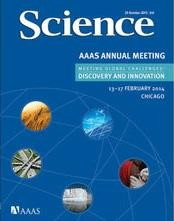 Science
AAAS ANNUAL MEETING
MEETING GLOBAL CHALLENGES:
DISCOVERY AND INNOVATION
13–17 FEBRUARY 2014
CHICAGO
AAAS